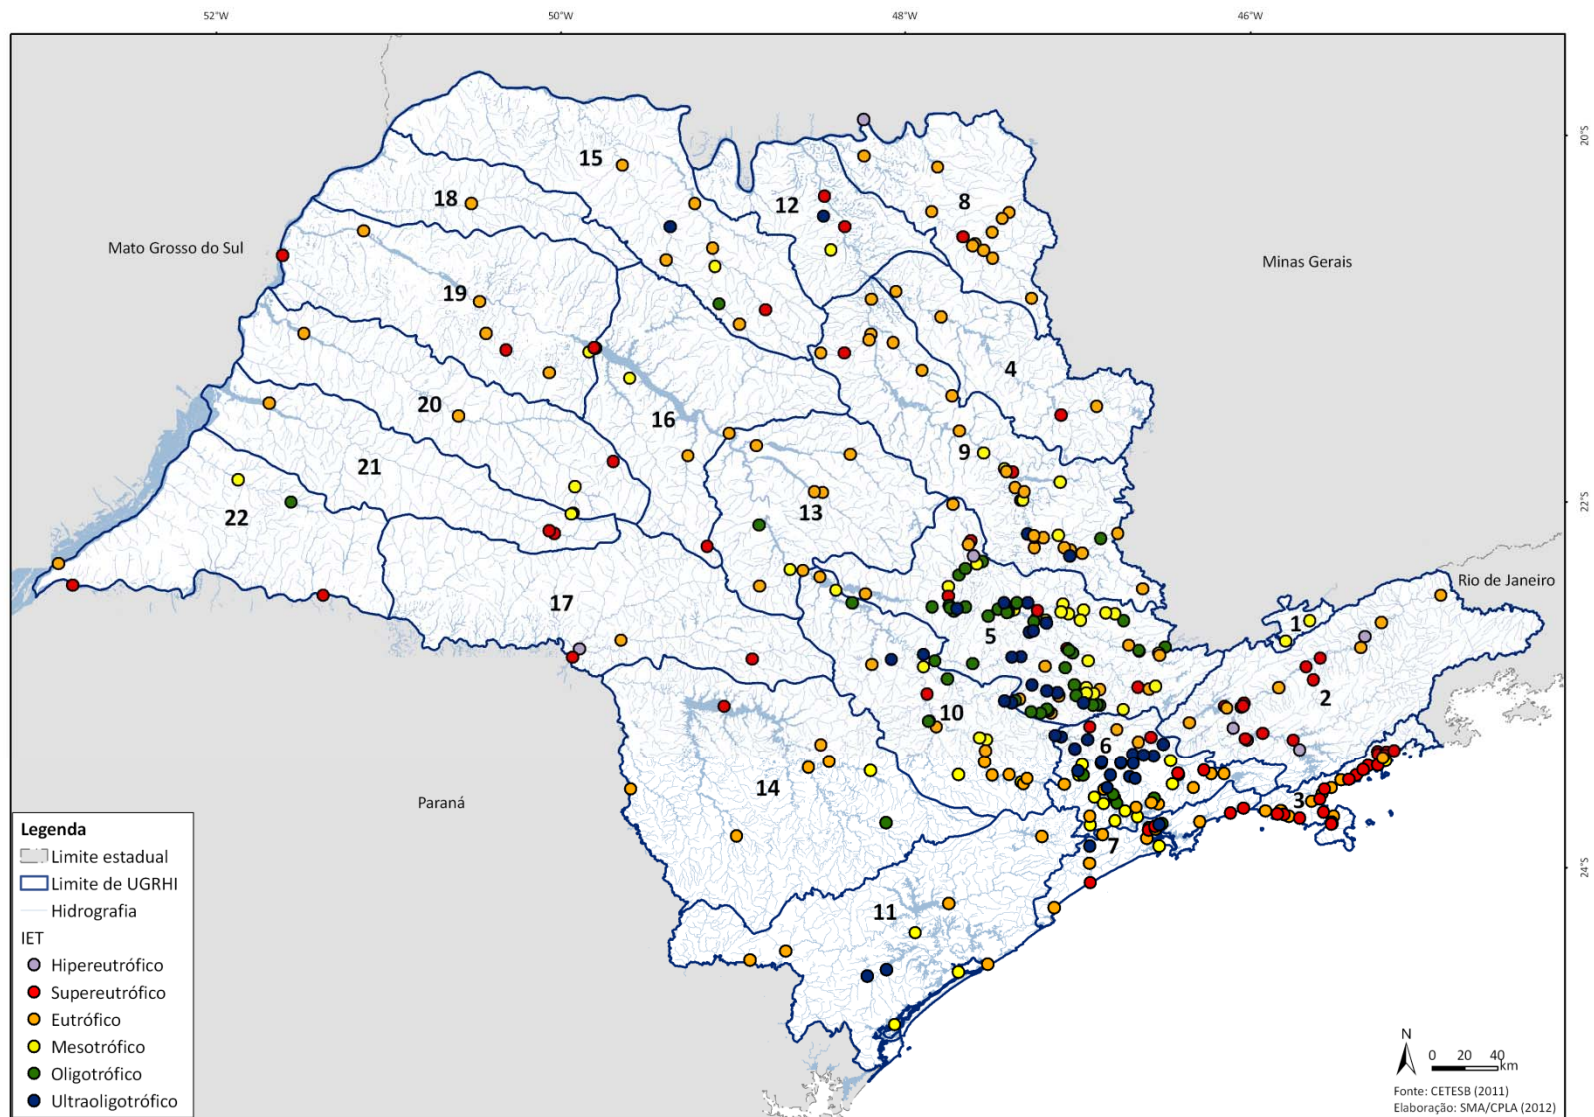 52°W 50°W 48°W 46°W
20°S
15
18
12
8
Mato Grosso do Sul
Minas Gerais
19
4
20
16
9
21
22°S
22
13
Rio de Janeiro
17
5
1
2
10
6
14
3
Paraná
7
24°S
11
Legenda
Limite estadual
Limite de UGRHI
Hidrografia
IET
Hipereutrófico
Supereutrófico
Eutrófico
Mesotrófico
Oligotrófico
Ultraoligotrófico
N
0 20 40
km
Fonte: CETESB (2011)
Elaboração: SMA/CPLA (2012)